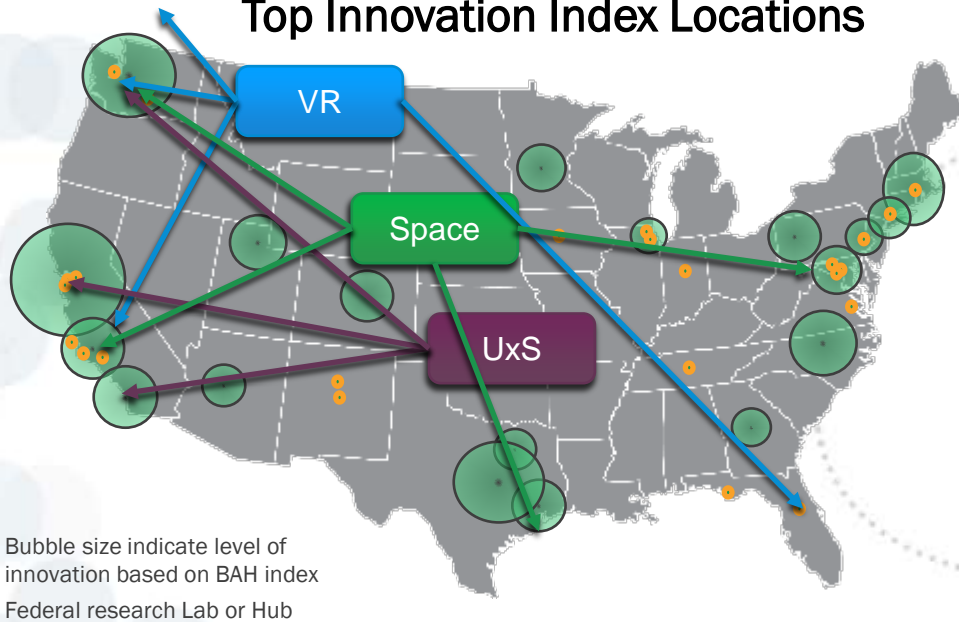 Top Innovation Index Locations
VR
Space
UxS
Bubble size indicate level of
innovation based on BAH index
Federal research Lab or Hub